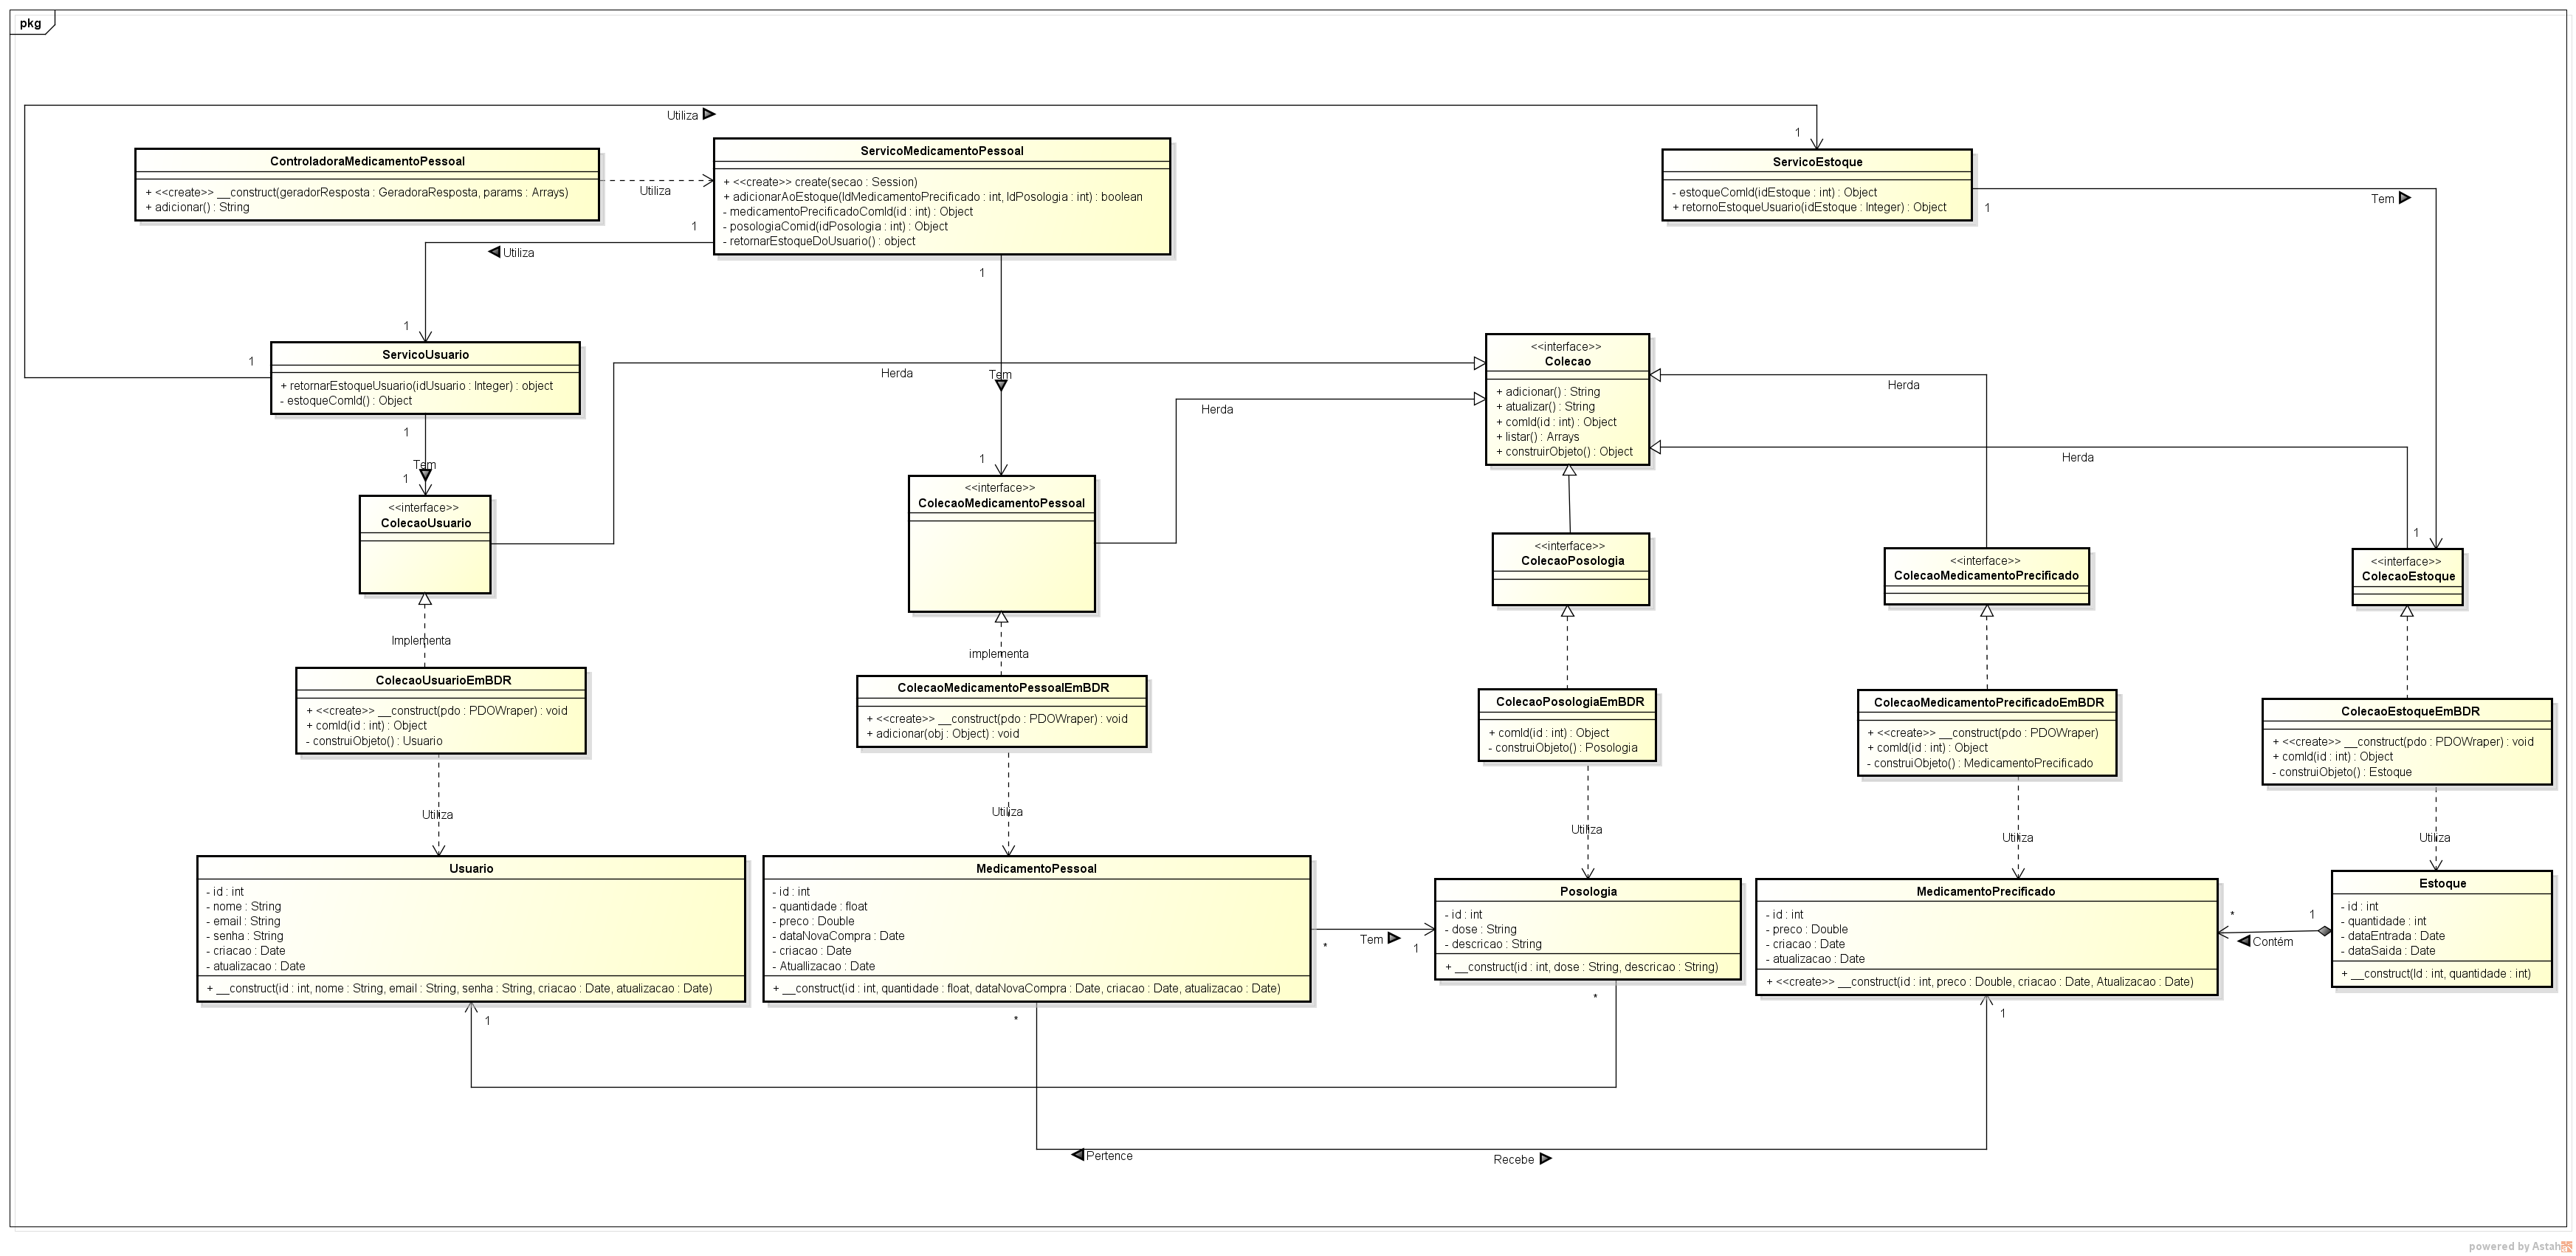 pkg
Utiliza
1
ControladoraMedicamentoPessoal
+ <<create>> __construct(geradorResposta : GeradoraResposta, params : Arrays)
+ adicionar() : String
Utiliza
ServicoMedicamentoPessoal
+ <<create>> create(secao : Session)
+ adicionarAoEstoque(IdMedicamentoPrecificado : int, IdPosologia : int) : boolean
- medicamentoPrecificadoComId(id : int) : Object
- posologiaComid(idPosologia : int) : Object
- retornarEstoqueDoUsuario() : object
ServicoEstoque
- estoqueComId(idEstoque : int) : Object
+ retornoEstoqueUsuario(idEstoque : Integer) : Object
1
Tem
1
Utiliza
1
1
1
ServicoUsuario
+ retornarEstoqueUsuario(idUsuario : Integer) : object
- estoqueComId() : Object
1
Tem
1
Herda
Tem
1
Herda
<<interface>>
Colecao
+ adicionar() : String
+ atualizar() : String
+ comId(id : int) : Object
+ listar() : Arrays
+ construirObjeto() : Object
Herda
Herda
1
<<interface>>
ColecaoUsuario
<<interface>>
ColecaoMedicamentoPessoal
<<interface>>
ColecaoPosologia
<<interface>>
ColecaoMedicamentoPrecificado
<<interface>>
ColecaoEstoque
Implementa
implementa
ColecaoUsuarioEmBDR
+ <<create>> __construct(pdo : PDOWraper) : void
+ comId(id : int) : Object
- construiObjeto() : Usuario
ColecaoMedicamentoPessoalEmBDR
+ <<create>> __construct(pdo : PDOWraper) : void
+ adicionar(obj : Object) : void
ColecaoPosologiaEmBDR
+ comId(id : int) : Object
- construiObjeto() : Posologia
ColecaoMedicamentoPrecificadoEmBDR
+ <<create>> __construct(pdo : PDOWraper)
+ comId(id : int) : Object
- construiObjeto() : MedicamentoPrecificado
ColecaoEstoqueEmBDR
+ <<create>> __construct(pdo : PDOWraper) : void
+ comId(id : int) : Object
- construiObjeto() : Estoque
Utiliza
Utiliza
Utiliza
Utiliza
Utiliza
Usuario
- id : int
- nome : String
- email : String
- senha : String
- criacao : Date
- atualizacao : Date
+ __construct(id : int, nome : String, email : String, senha : String, criacao : Date, atualizacao : Date)
MedicamentoPessoal
- id : int
- quantidade : float
- preco : Double
- dataNovaCompra : Date
- criacao : Date
- Atuallizacao : Date
+ __construct(id : int, quantidade : float, dataNovaCompra : Date, criacao : Date, atualizacao : Date)
*
Tem
1
Posologia
- id : int
- dose : String
- descricao : String
+ __construct(id : int, dose : String, descricao : String)
MedicamentoPrecificado
- id : int
- preco : Double
- criacao : Date
- atualizacao : Date
+ <<create>> __construct(id : int, preco : Double, criacao : Date, Atualizacao : Date)
*
Contém
1
Estoque
- id : int
- quantidade : int
- dataEntrada : Date
- dataSaida : Date
+ __construct(Id : int, quantidade : int)
1
*
*
1
Pertence
Recebe
powered by Astah